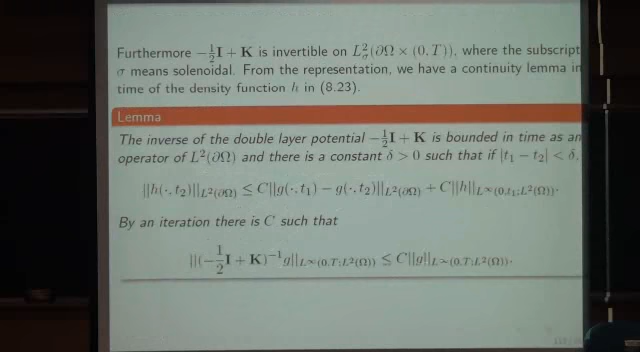 Furthermore −½I + K is invertible on L²_σ(∂Ω × (0, T)), where the subscript
σ means solenoidal. From the representation, we have a continuity lemma in
time of the density function h in (8.23).
Lemma
The inverse of the double layer potential −½I + K is bounded in time as an
operator of L²(∂Ω) and there is a constant δ > 0 such that if |t₁ − t₂| < δ,
||h(·, t₂)||_{L²(∂Ω)} ≤ C||g(·, t₁) − g(·, t₂)||_{L²(∂Ω)} + C||h||_{L^∞(0,t₁;L²(Ω))}.
By an iteration there is C such that
||(−½I + K)⁻¹g||_{L^∞(0,T;L²(Ω))} ≤ C||g||_{L^∞(0,T;L²(Ω))}.